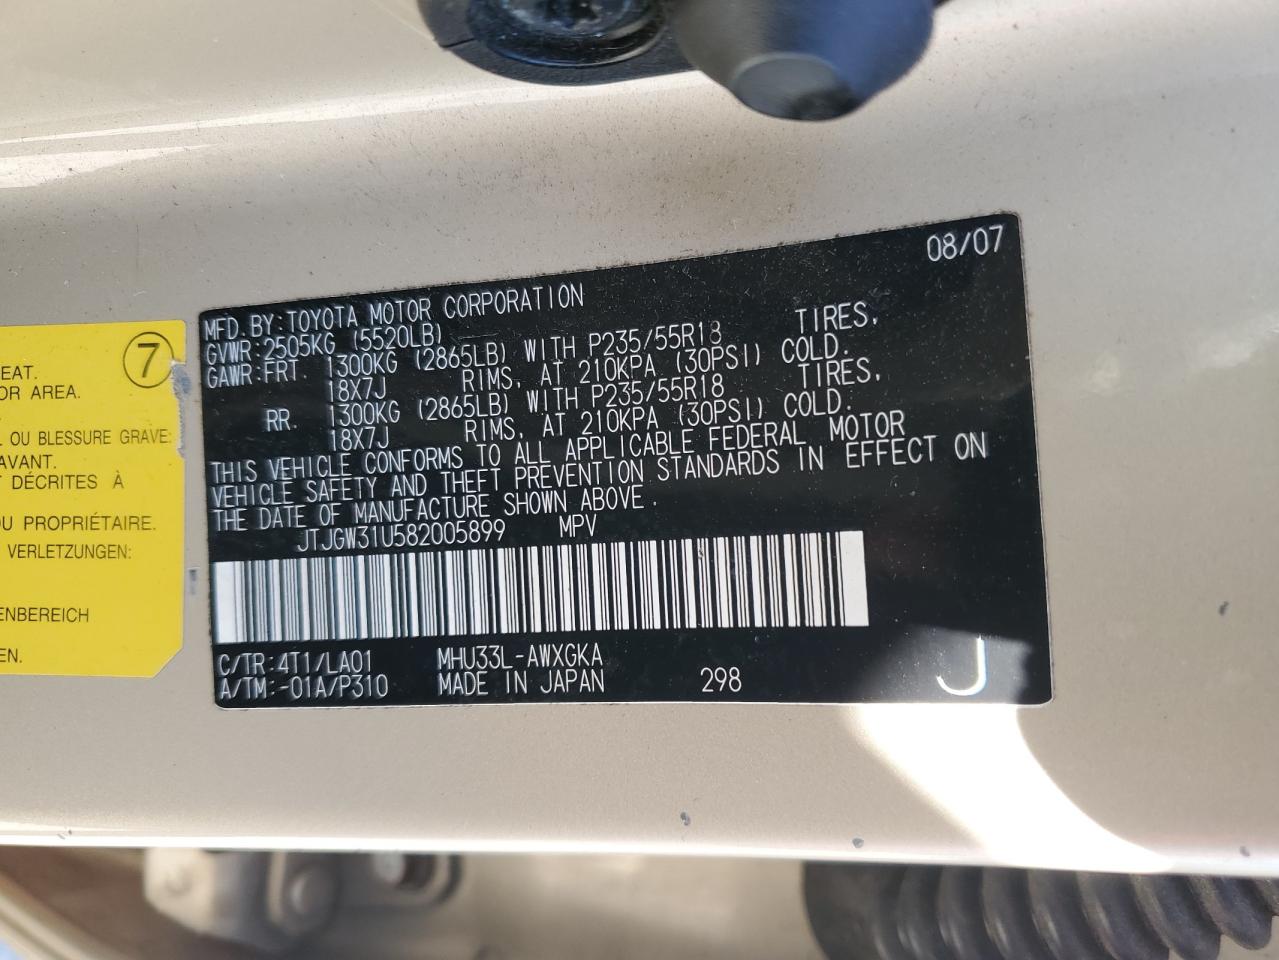 08/07
MFD.BY:TOYOTA MOTOR CORPORATION
GVWR:2505KG (5520LB)
GAWR:FRT. 1300KG (2865LB) WITH P235/55R18 TIRES,
18X7J RIMS, AT 210KPA (30PSI) COLD.
RR. 1300KG (2865LB) WITH P235/55R18 TIRES,
18X7J RIMS, AT 210KPA (30PSI) COLD.
THIS VEHICLE CONFORMS TO ALL APPLICABLE FEDERAL MOTOR
VEHICLE SAFETY AND THEFT PREVENTION STANDARDS IN EFFECT ON
THE DATE OF MANUFACTURE SHOWN ABOVE.
JTJGW31U582005899 MPV
C/TR:4T1/LA01 MHU33L-AWXGKA
A/TM:-01A/P310 MADE IN JAPAN 298 J
7
EAT.
OR AREA.
OU BLESSURE GRAVE:
AVANT.
DÉCRITES À
PROPRIÉTAIRE.
VERLETZUNGEN:
ENBEREICH
EN.